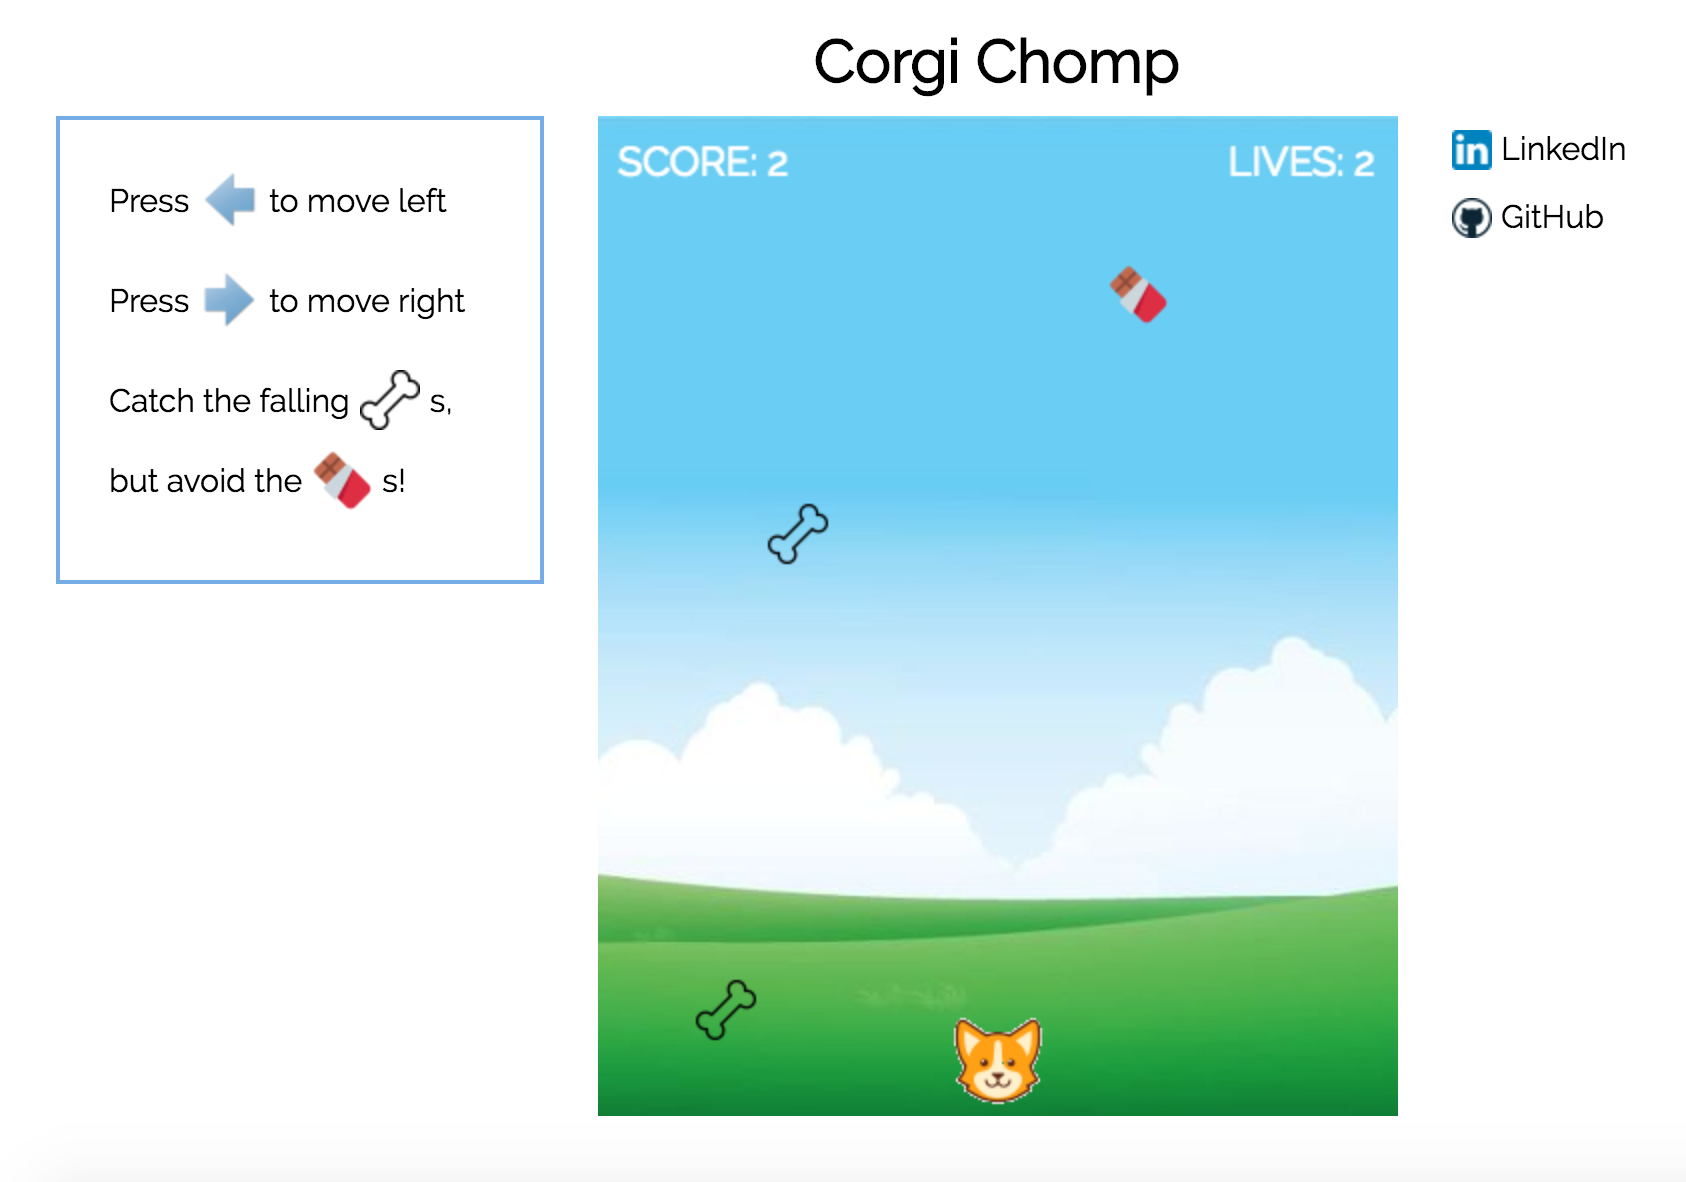 Corgi Chomp
Press to move left
Press to move right
Catch the falling s,
but avoid the s!
SCORE: 2
LIVES: 2
in LinkedIn
GitHub